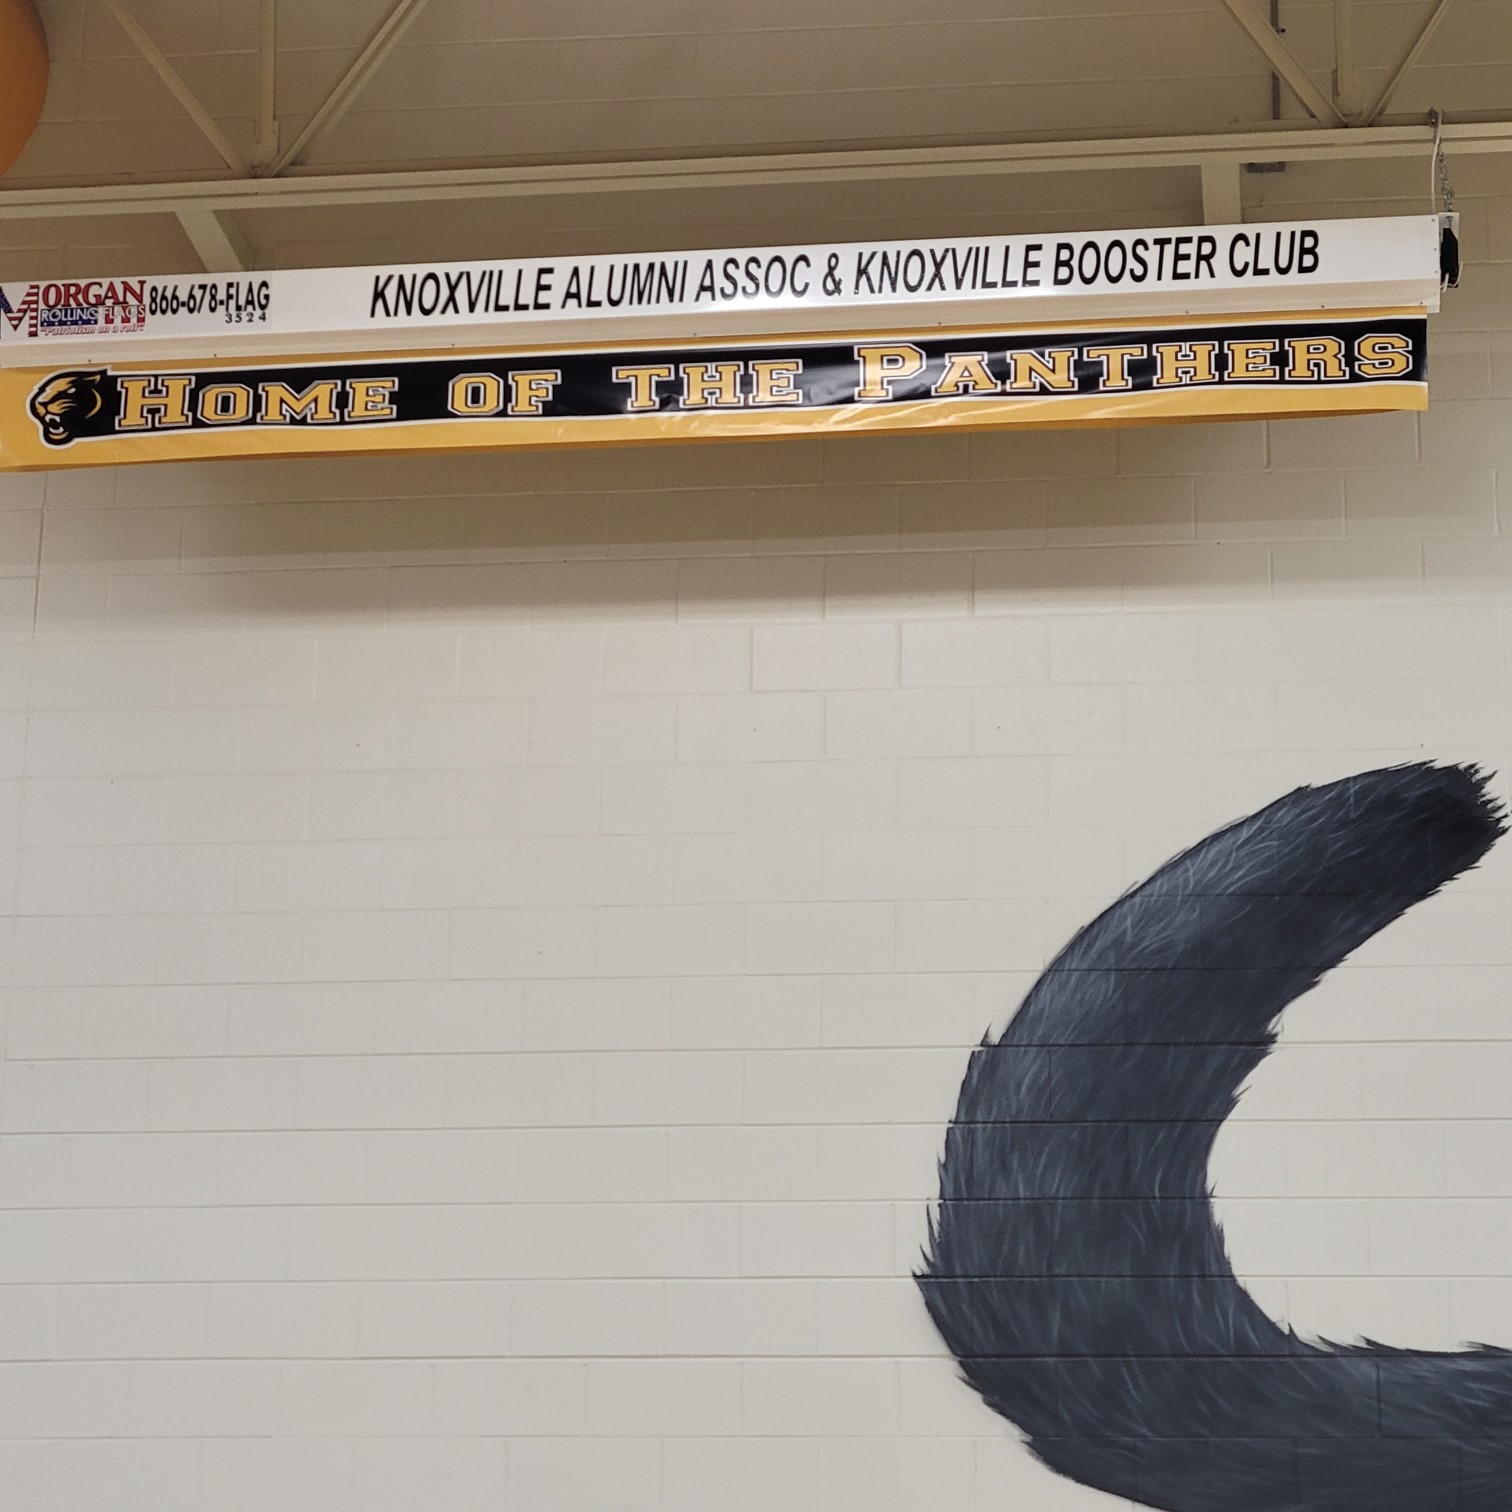 MORGAN
ROLLING FLAGS
"Patriotism on a roll"
866-678-FLAG
3524
KNOXVILLE ALUMNI ASSOC & KNOXVILLE BOOSTER CLUB
HOME OF THE PANTHERS